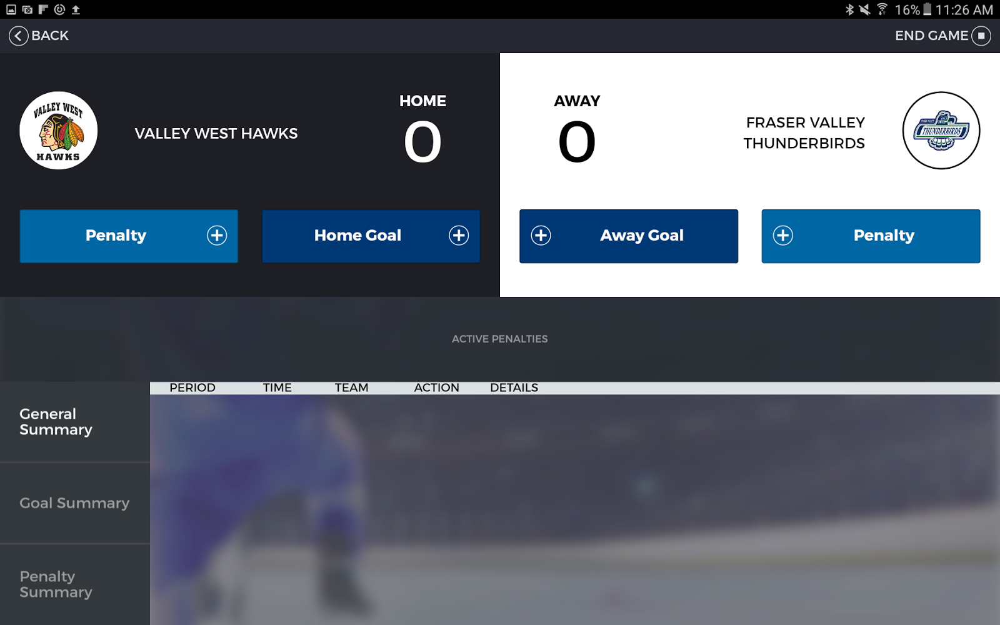 16% 11:26 AM
BACK
END GAME
VALLEY WEST
HAWKS
VALLEY WEST HAWKS
HOME
0
AWAY
0
FRASER VALLEY
THUNDERBIRDS
THUNDERBIRDS
Penalty
Home Goal
Away Goal
Penalty
ACTIVE PENALTIES
PERIOD TIME TEAM ACTION DETAILS
General
Summary
Goal Summary
Penalty
Summary